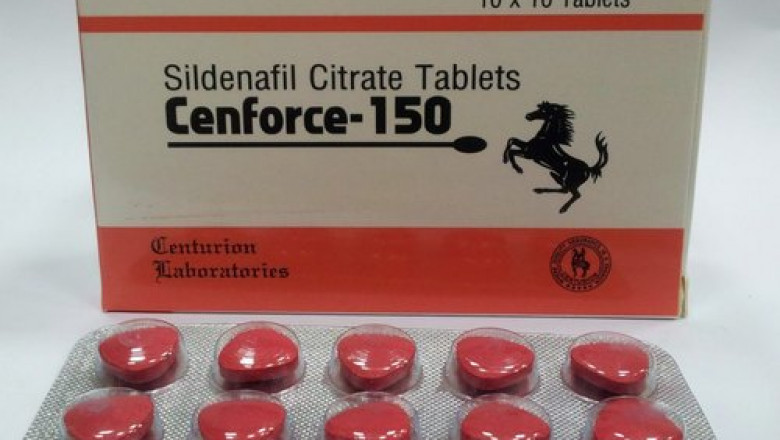 10 x 10 Tablets
Sildenafil Citrate Tablets
Cenforce-150
Centurion
Laboratories